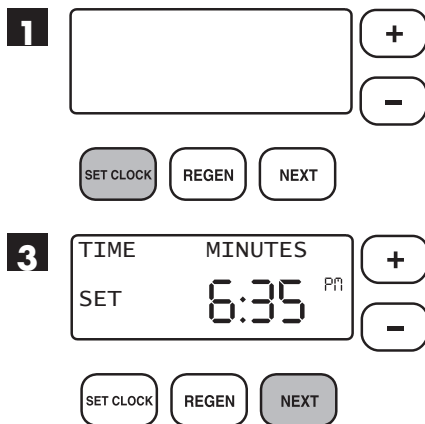 1
+
-
SET CLOCK REGEN NEXT
3
TIME MINUTES
SET 6:35 PM
+
-
SET CLOCK REGEN NEXT